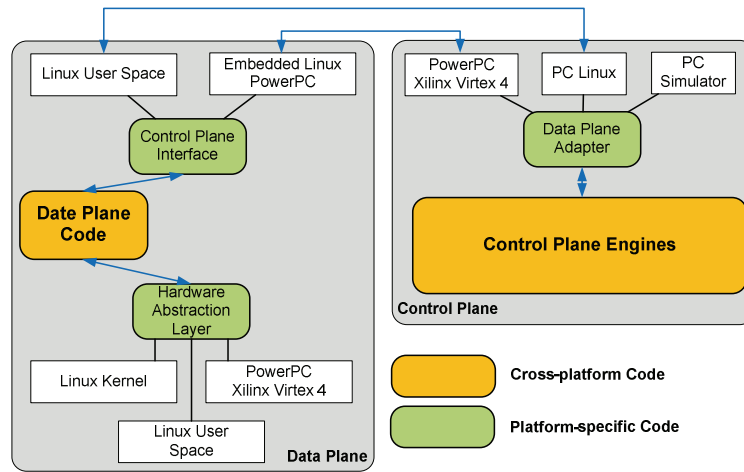 Linux User Space
Embedded Linux
PowerPC
Control Plane
Interface
Date Plane
Code
Hardware
Abstraction
Layer
Linux Kernel
PowerPC
Xilinx Virtex 4
Linux User
Space
Data Plane
PowerPC
Xilinx Virtex 4
PC Linux
PC
Simulator
Data Plane
Adapter
Control Plane Engines
Control Plane
Cross-platform Code
Platform-specific Code